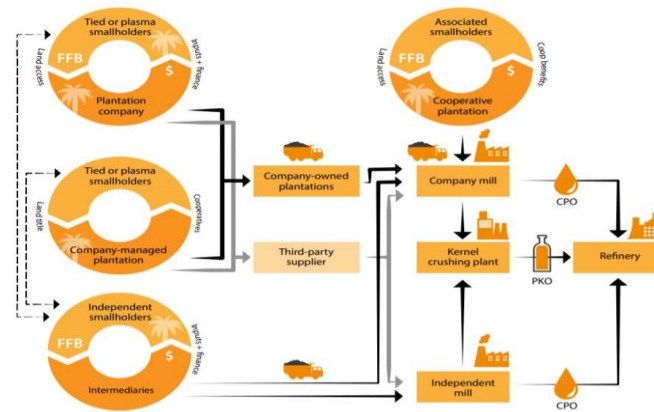 Tied or plasma
smallholders
FFB
$
Land access
Inputs + finance
Plantation
company
Associated
smallholders
FFB
$
Land access
Coop benefits
Cooperative
plantation
Tied or plasma
smallholders
Land title
Cooperatives
Company-managed
plantation
Company-owned
plantations
Company mill
CPO
Third-party
supplier
Kernel
crushing plant
PKO
Refinery
Independent
smallholders
FFB
$
Inputs + finance
Intermediaries
Independent
mill
CPO